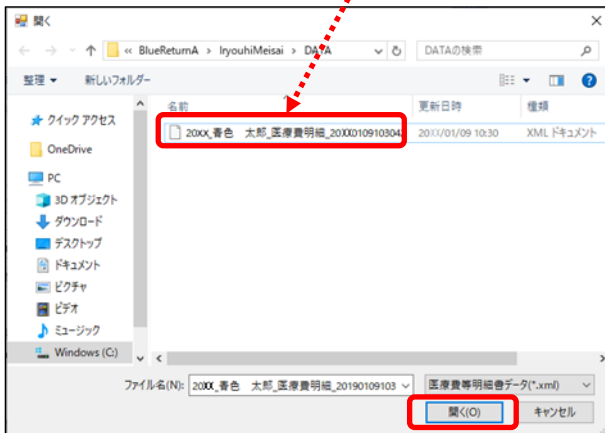 開く
« BlueReturnA > IryouhiMeisai > DATA
DATAの検索
整理
新しいフォルダー
名前
更新日時
種類
20XX_青色　太郎_医療費明細_20XX0109103042
20XX/01/09 10:30
XML ドキュメント
クイック アクセス
OneDrive
PC
3D オブジェクト
ダウンロード
デスクトップ
ドキュメント
ピクチャ
ビデオ
ミュージック
Windows (C:)
ファイル名(N):
20XX_青色　太郎_医療費明細_20190109103
医療費等明細書データ(*.xml)
開く(O)
キャンセル